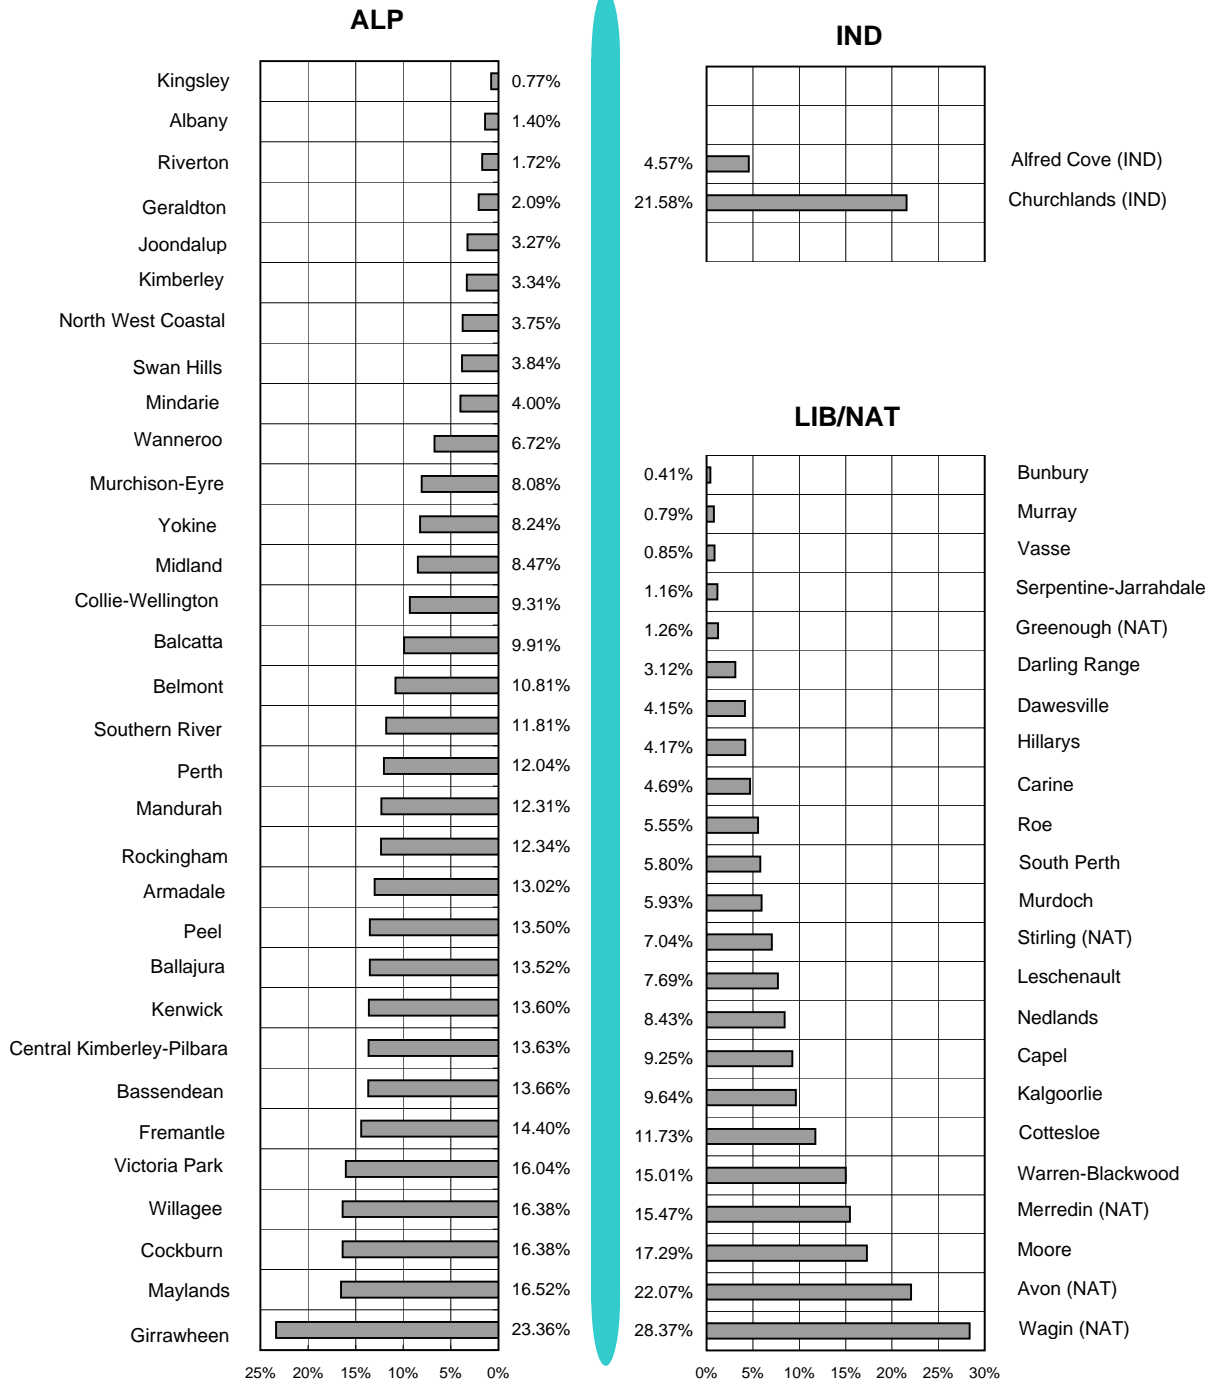 ALP
Kingsley 0.77%
Albany 1.40%
Riverton 1.72%
Geraldton 2.09%
Joondalup 3.27%
Kimberley 3.34%
North West Coastal 3.75%
Swan Hills 3.84%
Mindarie 4.00%
Wanneroo 6.72%
Murchison-Eyre 8.08%
Yokine 8.24%
Midland 8.47%
Collie-Wellington 9.31%
Balcatta 9.91%
Belmont 10.81%
Southern River 11.81%
Perth 12.04%
Mandurah 12.31%
Rockingham 12.34%
Armadale 13.02%
Peel 13.50%
Ballajura 13.52%
Kenwick 13.60%
Central Kimberley-Pilbara 13.63%
Bassendean 13.66%
Fremantle 14.40%
Victoria Park 16.04%
Willagee 16.38%
Cockburn 16.38%
Maylands 16.52%
Girrawheen 23.36%
25% 20% 15% 10% 5% 0%
IND
4.57% Alfred Cove (IND)
21.58% Churchlands (IND)
LIB/NAT
0.41% Bunbury
0.79% Murray
0.85% Vasse
1.16% Serpentine-Jarrahdale
1.26% Greenough (NAT)
3.12% Darling Range
4.15% Dawesville
4.17% Hillarys
4.69% Carine
5.55% Roe
5.80% South Perth
5.93% Murdoch
7.04% Stirling (NAT)
7.69% Leschenault
8.43% Nedlands
9.25% Capel
9.64% Kalgoorlie
11.73% Cottesloe
15.01% Warren-Blackwood
15.47% Merredin (NAT)
17.29% Moore
22.07% Avon (NAT)
28.37% Wagin (NAT)
0% 5% 10% 15% 20% 25% 30%